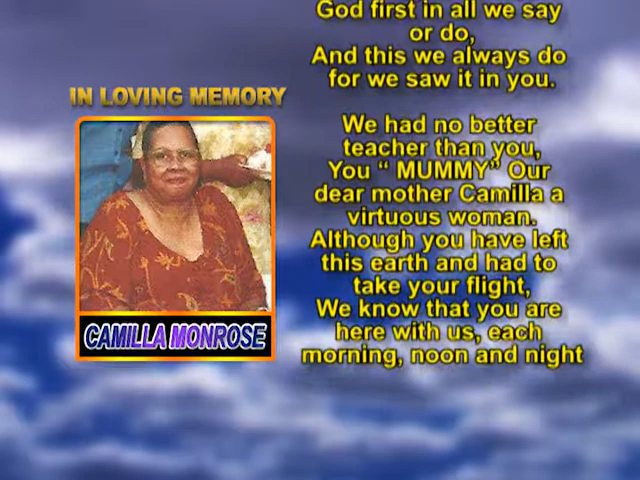 IN LOVING MEMORY
CAMILLA MONROSE
God first in all we say
or do,
And this we always do
for we saw it in you.
We had no better
teacher than you,
You “ MUMMY” Our
dear mother Camilla a
virtuous woman.
Although you have left
this earth and had to
take your flight,
We know that you are
here with us, each
morning, noon and night